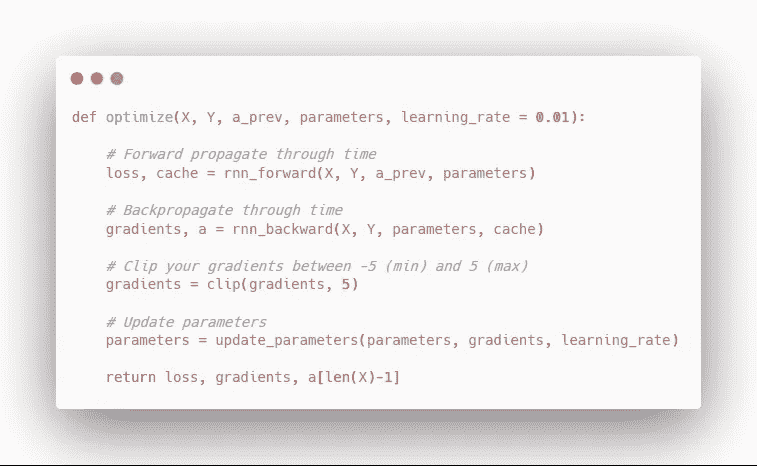 def optimize(X, Y, a_prev, parameters, learning_rate = 0.01):
# Forward propagate through time
loss, cache = rnn_forward(X, Y, a_prev, parameters)
# Backpropagate through time
gradients, a = rnn_backward(X, Y, parameters, cache)
# Clip your gradients between -5 (min) and 5 (max)
gradients = clip(gradients, 5)
# Update parameters
parameters = update_parameters(parameters, gradients, learning_rate)
return loss, gradients, a[len(X)-1]